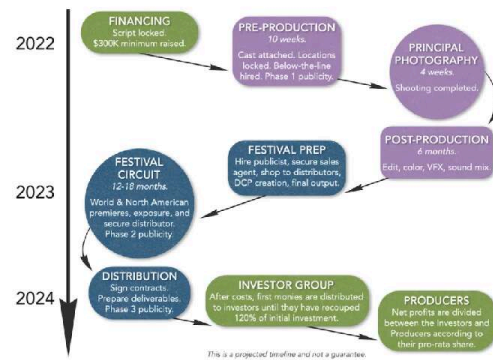 2022
FINANCING
Script locked.
$300K minimum raised.
PRE-PRODUCTION
10 weeks.
Cast attached. Locations
locked. Below-the-line
hired. Phase 1 publicity.
PRINCIPAL
PHOTOGRAPHY
4 weeks.
Shooting completed.
POST-PRODUCTION
6 months.
Edit, color, VFX, sound mix.
FESTIVAL PREP
Hire publicist, secure sales
agent, shop to distributors,
DCP creation, final output.
2023
FESTIVAL
CIRCUIT
12-18 months.
World & North American
premieres, exposure, and
secure distributor.
Phase 2 publicity.
2024
DISTRIBUTION
Sign contracts.
Prepare deliverables.
Phase 3 publicity.
INVESTOR GROUP
After costs, first monies are distributed
to investors until they have recouped
120% of initial investment.
PRODUCERS
Net profits are divided
between the Investors and
Producers according to
their pro-rata share.
This is a projected timeline and not a guarantee.